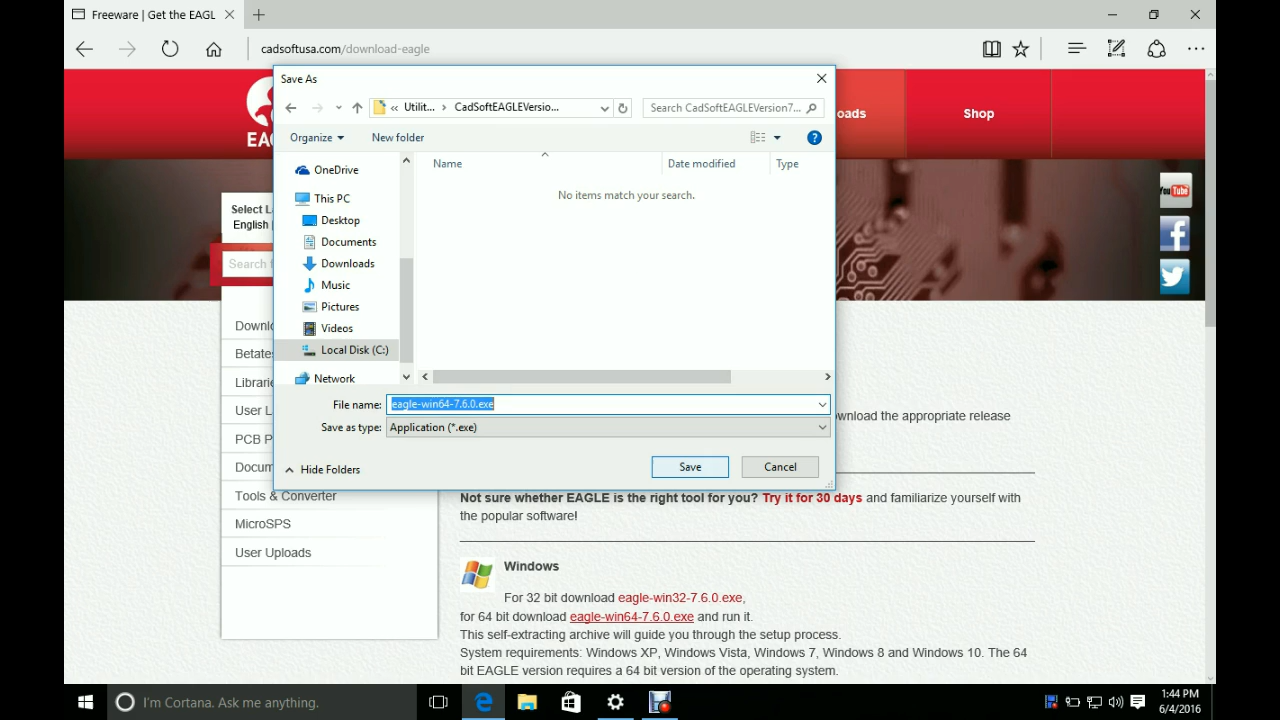 Freeware | Get the EAGL
cadsoftusa.com/download-eagle
Save As
« Utilit... > CadSoftEAGLEVersio...
Search CadSoftEAGLEVersion7...
Organize
New folder
OneDrive
This PC
Desktop
Documents
Downloads
Music
Pictures
Videos
Local Disk (C:)
Network
Name
Date modified
Type
No items match your search.
File name:
eagle-win64-7.6.0.exe
Save as type:
Application (*.exe)
Hide Folders
Save
Cancel
EA
oads
Shop
You Tube
Select L
English |
Search
Downl
Betate
Librari
User L
PCB P
Docum
Tools & Converter
MicroSPS
User Uploads
wnload the appropriate release
Not sure whether EAGLE is the right tool for you? Try it for 30 days and familiarize yourself with
the popular software!
Windows
For 32 bit download eagle-win32-7.6.0.exe,
for 64 bit download eagle-win64-7.6.0.exe and run it.
This self-extracting archive will guide you through the setup process.
System requirements: Windows XP, Windows Vista, Windows 7, Windows 8 and Windows 10. The 64
bit EAGLE version requires a 64 bit version of the operating system.
I'm Cortana. Ask me anything.
1:44 PM
6/4/2016